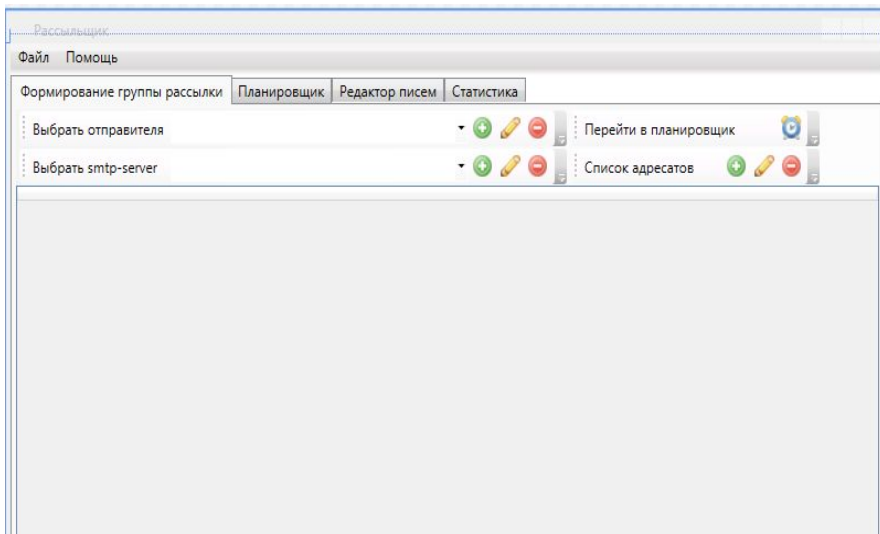 Рассыльщик
Файл Помощь
Формирование группы рассылки Планировщик Редактор писем Статистика
Выбрать отправителя Перейти в планировщик
Выбрать smtp-server Список адресатов